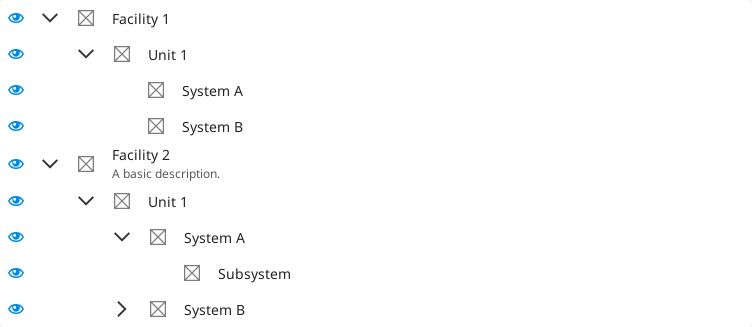 Facility 1
Unit 1
System A
System B
Facility 2
A basic description.
Unit 1
System A
Subsystem
System B